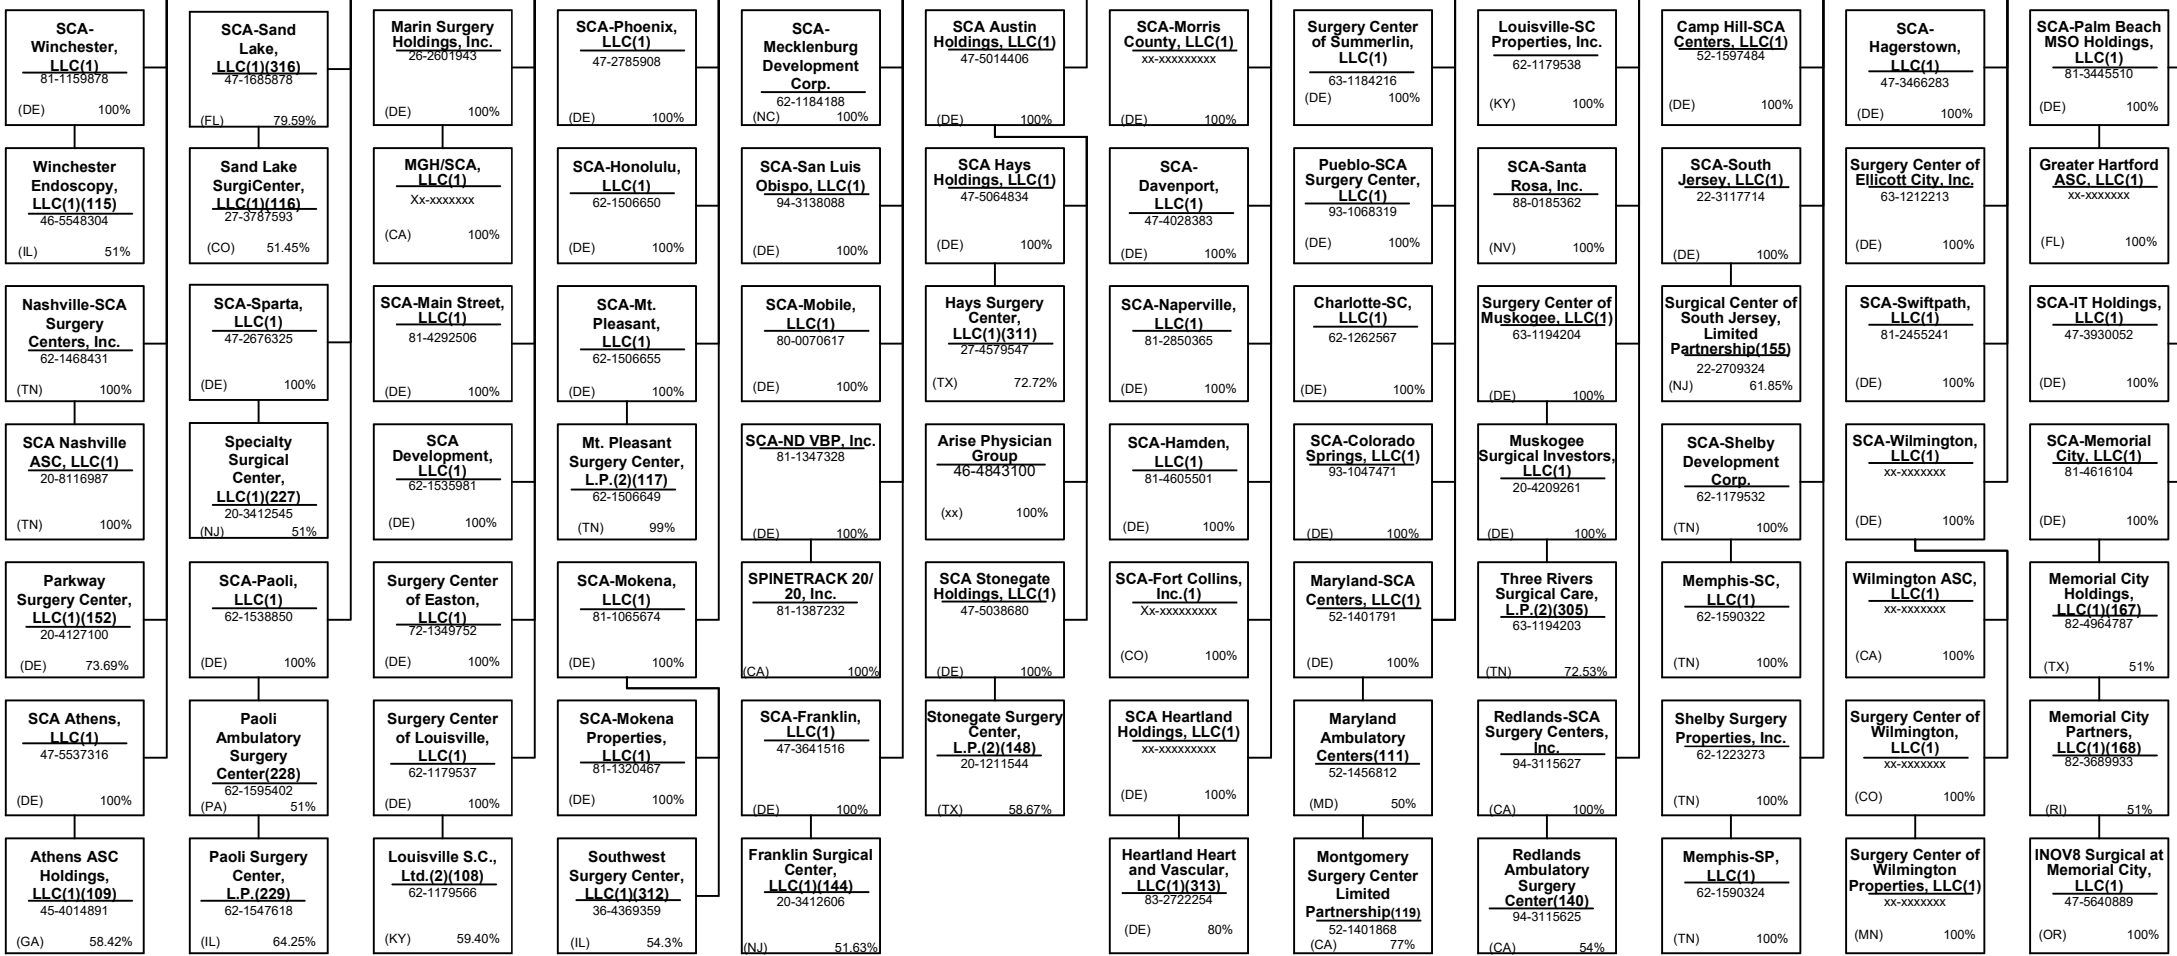 SCA-
Winchester,
LLC(1)
81-1159878
(DE) 100%
Winchester
Endoscopy,
LLC(1)(115)
46-5548304
(IL) 51%
Nashville-SCA
Surgery
Centers, Inc.
62-1468431
(TN) 100%
SCA Nashville
ASC, LLC(1)
20-8116987
(TN) 100%
Parkway
Surgery Center,
LLC(1)(152)
20-4127100
(DE) 73.69%
SCA Athens,
LLC(1)
47-5537316
(DE) 100%
Athens ASC
Holdings,
LLC(1)(109)
45-4014891
(GA) 58.42%
SCA-Sand
Lake,
LLC(1)(316)
47-1685878
(FL) 79.59%
Sand Lake
SurgiCenter,
LLC(1)(116)
27-3787593
(CO) 51.45%
SCA-Sparta,
LLC(1)
47-2676325
(DE) 100%
Specialty
Surgical
Center,
LLC(1)(227)
20-3412545
(NJ) 51%
SCA-Paoli,
LLC(1)
62-1538850
(DE) 100%
Paoli
Ambulatory
Surgery
Center(228)
62-1595402
(PA) 51%
Paoli Surgery
Center,
L.P.(229)
62-1547618
(IL) 64.25%
Marin Surgery
Holdings, Inc.
26-2601943
(DE) 100%
MGH/SCA,
LLC(1)
Xx-xxxxxxx
(CA) 100%
SCA-Main Street,
LLC(1)
81-4292506
(DE) 100%
SCA
Development,
LLC(1)
62-1535981
(DE) 100%
Surgery Center
of Easton,
LLC(1)
72-1349752
(DE) 100%
Surgery Center
of Louisville,
LLC(1)
62-1179537
(DE) 100%
Louisville S.C.,
Ltd.(2)(108)
62-1179566
(KY) 59.40%
SCA-Phoenix,
LLC(1)
47-2785908
(DE) 100%
SCA-Honolulu,
LLC(1)
62-1506650
(DE) 100%
SCA-Mt.
Pleasant,
LLC(1)
62-1506655
(DE) 100%
Mt. Pleasant
Surgery Center,
L.P.(2)(117)
62-1506649
(TN) 99%
SCA-Mokena,
LLC(1)
81-1065674
(DE) 100%
SCA-Mokena
Properties,
LLC(1)
81-1320467
(DE) 100%
Southwest
Surgery Center,
LLC(1)(312)
36-4369359
(IL) 54.3%
SCA-
Mecklenburg
Development
Corp.
62-1184188
(NC) 100%
SCA-San Luis
Obispo, LLC(1)
94-3138088
(DE) 100%
SCA-Mobile,
LLC(1)
80-0070617
(DE) 100%
SCA-ND VBP, Inc.
81-1347328
(DE) 100%
SPINETRACK 20/
20, Inc.
81-1387232
(CA) 100%
SCA-Franklin,
LLC(1)
47-3641516
(DE) 100%
Franklin Surgical
Center,
LLC(1)(144)
20-3412606
(NJ) 51.63%
SCA Austin
Holdings, LLC(1)
47-5014406
(DE) 100%
SCA Hays
Holdings, LLC(1)
47-5064834
(DE) 100%
Hays Surgery
Center,
LLC(1)(311)
27-4579547
(TX) 72.72%
Arise Physician
Group
46-4843100
(xx) 100%
SCA Stonegate
Holdings, LLC(1)
47-5038680
(DE) 100%
Stonegate Surgery
Center,
L.P.(2)(148)
20-1211544
(TX) 58.67%
SCA-Morris
County, LLC(1)
xx-xxxxxxxxx
(DE) 100%
SCA-
Davenport,
LLC(1)
47-4028383
(DE) 100%
SCA-Naperville,
LLC(1)
81-2850365
(DE) 100%
SCA-Hamden,
LLC(1)
81-4605501
(DE) 100%
SCA-Fort Collins,
Inc.(1)
Xx-xxxxxxxxx
(CO) 100%
SCA Heartland
Holdings, LLC(1)
xx-xxxxxxxxx
(DE) 100%
Heartland Heart
and Vascular,
LLC(1)(313)
83-2722254
(DE) 80%
Surgery Center
of Summerlin,
LLC(1)
63-1184216
(DE) 100%
Pueblo-SCA
Surgery Center,
LLC(1)
93-1068319
(DE) 100%
Charlotte-SC,
LLC(1)
62-1262567
(DE) 100%
SCA-Colorado
Springs, LLC(1)
93-1047471
(DE) 100%
Maryland-SCA
Centers, LLC(1)
52-1401791
(DE) 100%
Maryland
Ambulatory
Centers(111)
52-1456812
(MD) 50%
Montgomery
Surgery Center
Limited
Partnership(119)
52-1401868
(CA) 77%
Louisville-SC
Properties, Inc.
62-1179538
(KY) 100%
SCA-Santa
Rosa, Inc.
88-0185362
(NV) 100%
Surgery Center of
Muskogee, LLC(1)
63-1194204
(DE) 100%
Muskogee
Surgical Investors,
LLC(1)
20-4209261
(DE) 100%
Three Rivers
Surgical Care,
L.P.(2)(305)
63-1194203
(TN) 72.53%
Redlands-SCA
Surgery Centers,
Inc.
94-3115627
(CA) 100%
Redlands
Ambulatory
Surgery
Center(140)
94-3115625
(CA) 54%
Camp Hill-SCA
Centers, LLC(1)
52-1597484
(DE) 100%
SCA-South
Jersey, LLC(1)
22-3117714
(DE) 100%
Surgical Center of
South Jersey,
Limited
Partnership(155)
22-2709324
(NJ) 61.85%
SCA-Shelby
Development
Corp.
62-1179532
(TN) 100%
Memphis-SC,
LLC(1)
62-1590322
(TN) 100%
Shelby Surgery
Properties, Inc.
62-1223273
(TN) 100%
Memphis-SP,
LLC(1)
62-1590324
(TN) 100%
SCA-
Hagerstown,
LLC(1)
47-3466283
(DE) 100%
Surgery Center of
Ellicott City, Inc.
63-1212213
(DE) 100%
SCA-Swiftpath,
LLC(1)
81-2455241
(DE) 100%
SCA-Wilmington,
LLC(1)
xx-xxxxxxx
(DE) 100%
Wilmington ASC,
LLC(1)
xx-xxxxxxx
(CA) 100%
Surgery Center of
Wilmington,
LLC(1)
xx-xxxxxxx
(CO) 100%
Surgery Center of
Wilmington
Properties, LLC(1)
xx-xxxxxxx
(MN) 100%
SCA-Palm Beach
MSO Holdings,
LLC(1)
81-3445510
(DE) 100%
Greater Hartford
ASC, LLC(1)
xx-xxxxxxx
(FL) 100%
SCA-IT Holdings,
LLC(1)
47-3930052
(DE) 100%
SCA-Memorial
City, LLC(1)
81-4616104
(DE) 100%
Memorial City
Holdings,
LLC(1)(167)
82-4964787
(TX) 51%
Memorial City
Partners,
LLC(1)(168)
82-3689933
(RI) 51%
INOV8 Surgical at
Memorial City,
LLC(1)
47-5640889
(OR) 100%